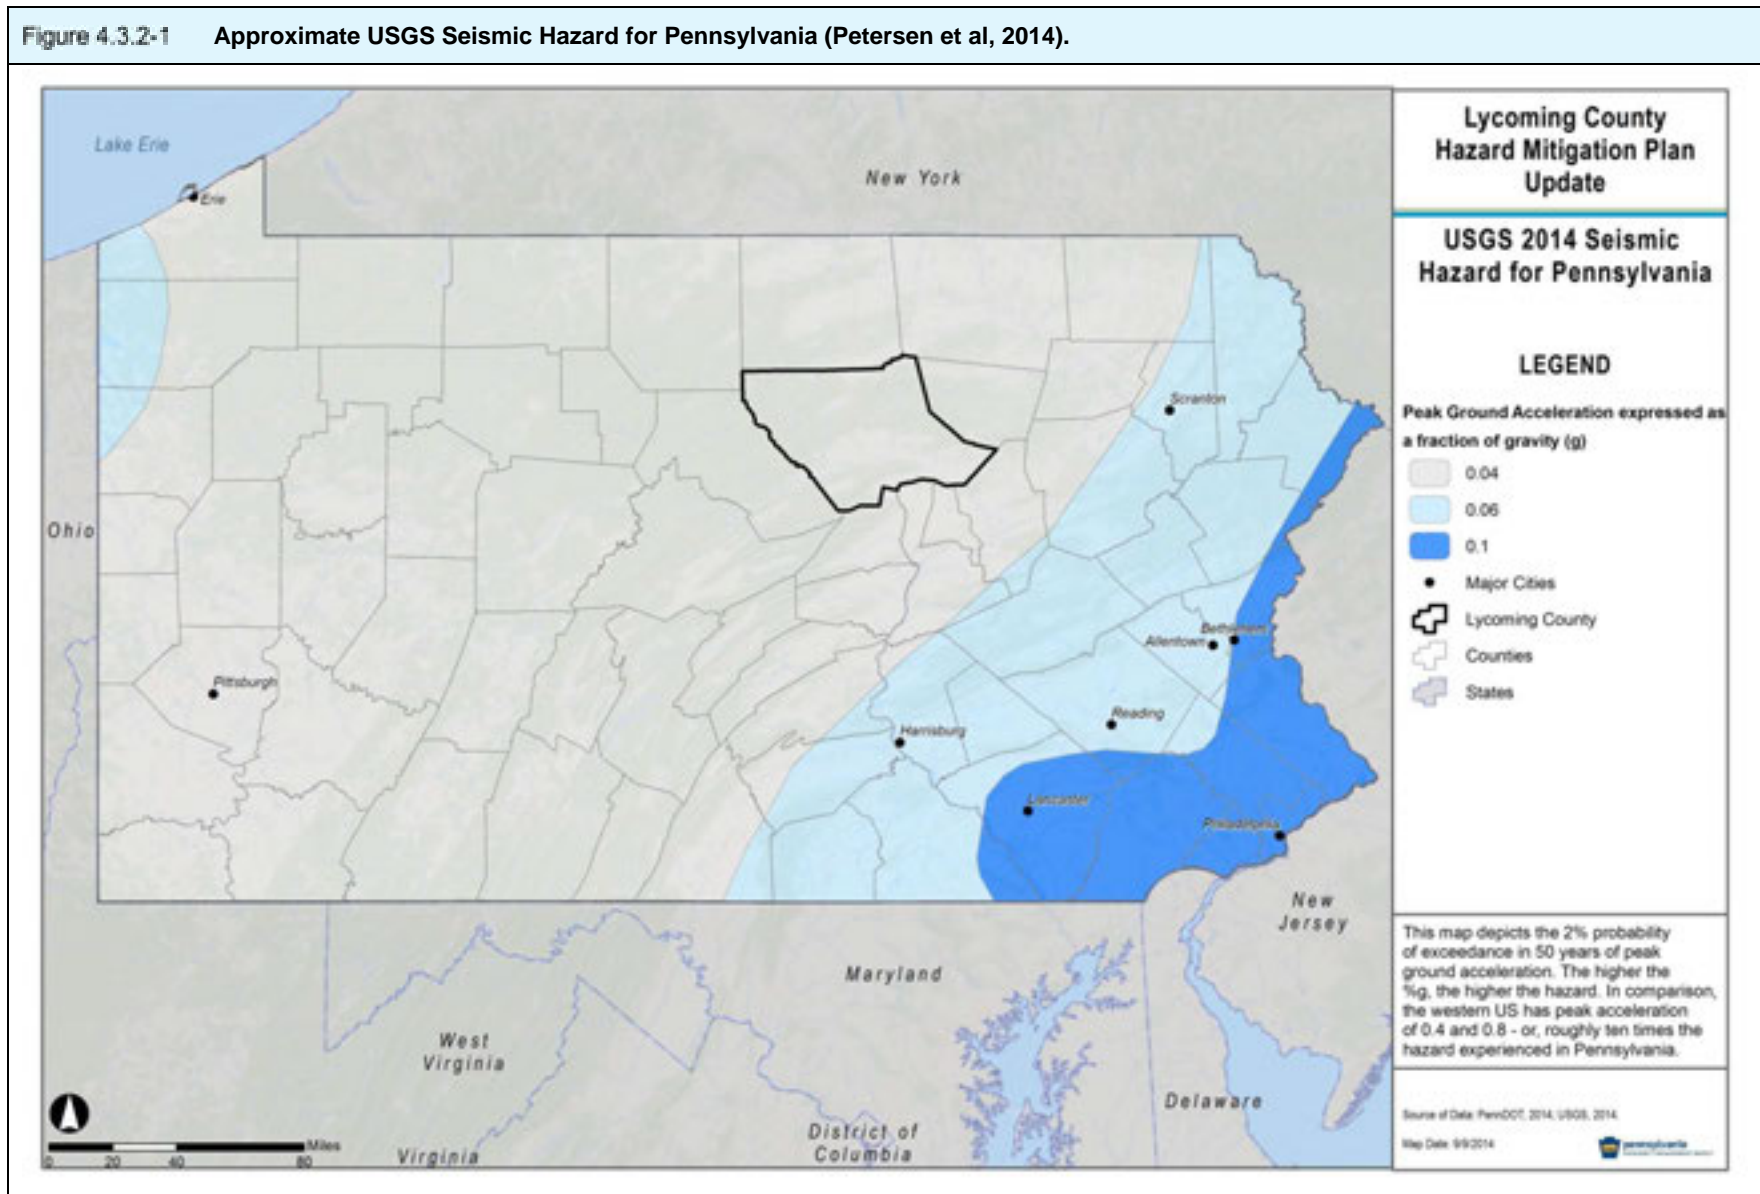 Figure 4.3.2-1 Approximate USGS Seismic Hazard for Pennsylvania (Petersen et al, 2014).
Lake Erie
Erie
New York
Scranton
Ohio
Pittsburgh
Allentown
Bethlehem
Reading
Harrisburg
Lancaster
Philadelphia
New
Jersey
Maryland
West
Virginia
Delaware
District of
Columbia
Virginia
Miles
0 20 40 80
Lycoming County
Hazard Mitigation Plan
Update
USGS 2014 Seismic
Hazard for Pennsylvania
LEGEND
Peak Ground Acceleration expressed as
a fraction of gravity (g)
0.04
0.06
0.1
Major Cities
Lycoming County
Counties
States
This map depicts the 2% probability
of exceedance in 50 years of peak
ground acceleration. The higher the
%g, the higher the hazard. In comparison,
the western US has peak acceleration
of 0.4 and 0.8 - or, roughly ten times the
hazard experienced in Pennsylvania.
Source of Data: PennDOT, 2014; USGS, 2014.
Map Date: 9/9/2014
pennsylvania